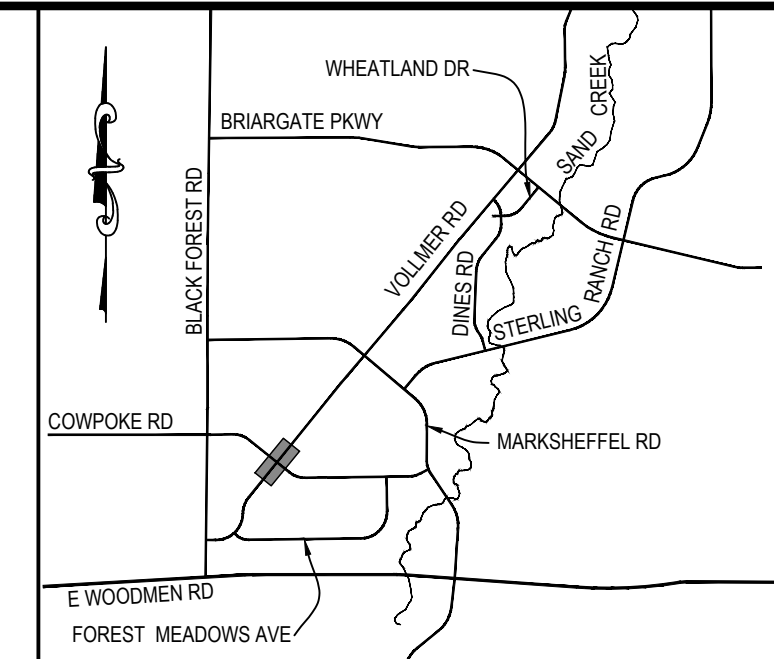 WHEATLAND DR
BRIARGATE PKWY
SAND CREEK
BLACK FOREST RD
VOLLMER RD
DINES RD
STERLING RANCH RD
COWPOKE RD
MARKSHEFFEL RD
E WOODMEN RD
FOREST MEADOWS AVE